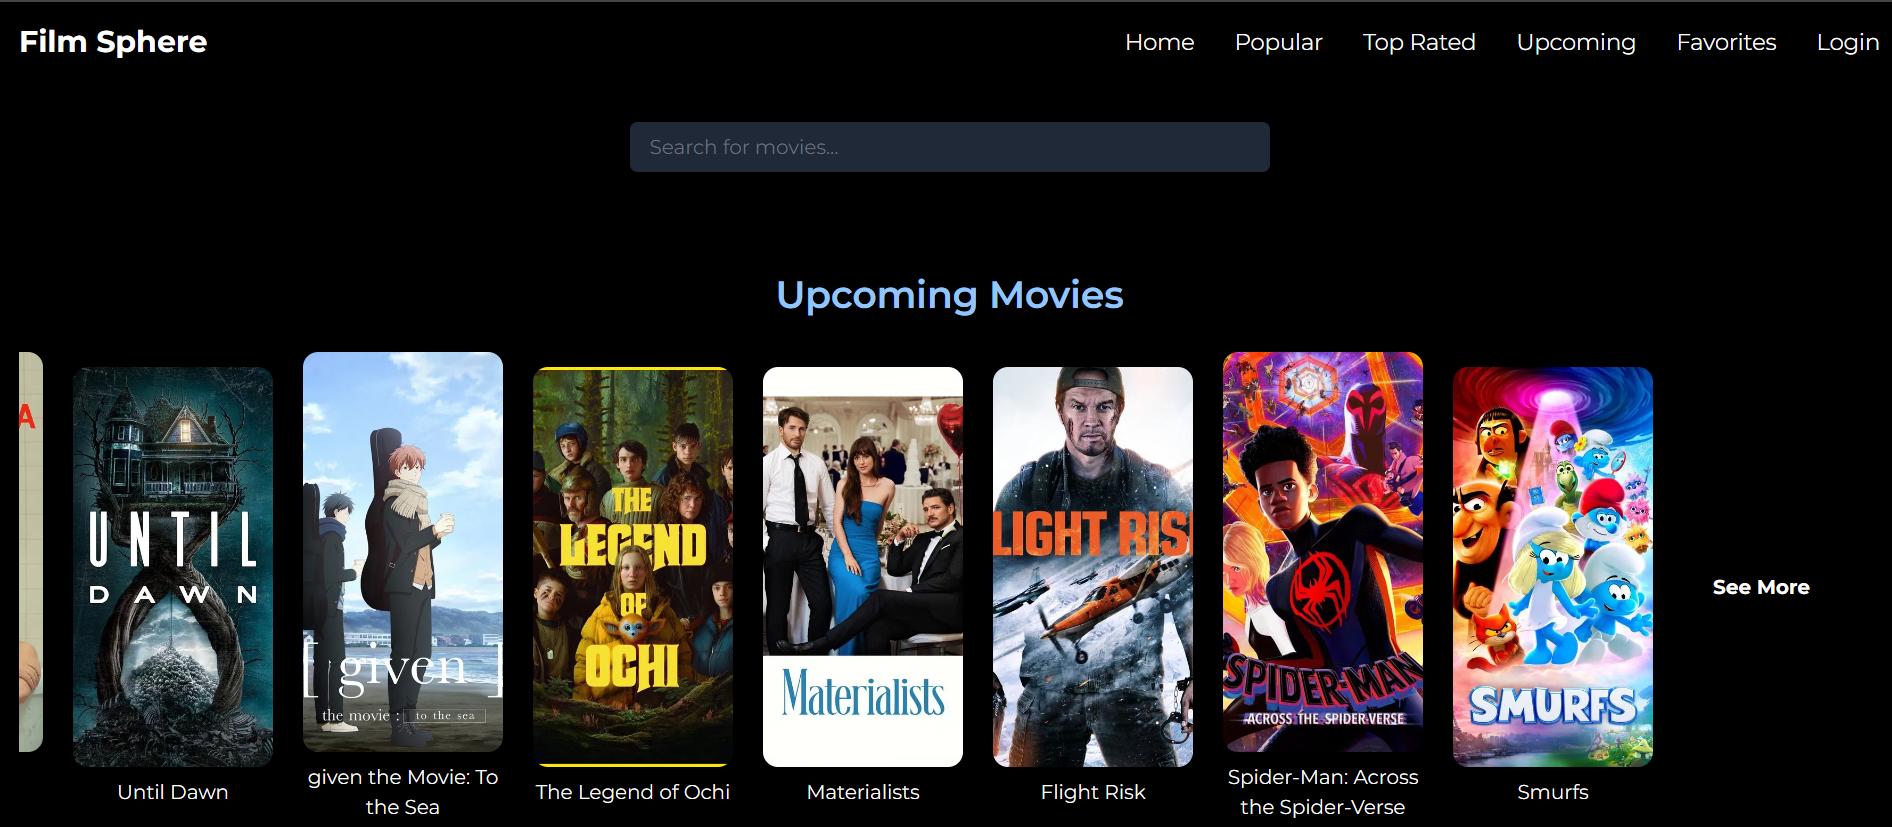 Film Sphere
Home
Popular
Top Rated
Upcoming
Favorites
Login
Search for movies...
Upcoming Movies
A
UNTIL
DAWN
[ given ]
the movie : to the sea
THE
LEGEND
OF
OCHI
Materialists
LIGHT RIS
SPIDER-MAN
ACROSS THE SPIDER-VERSE
SMURFS
See More
Until Dawn
given the Movie: To
the Sea
The Legend of Ochi
Materialists
Flight Risk
Spider-Man: Across
the Spider-Verse
Smurfs